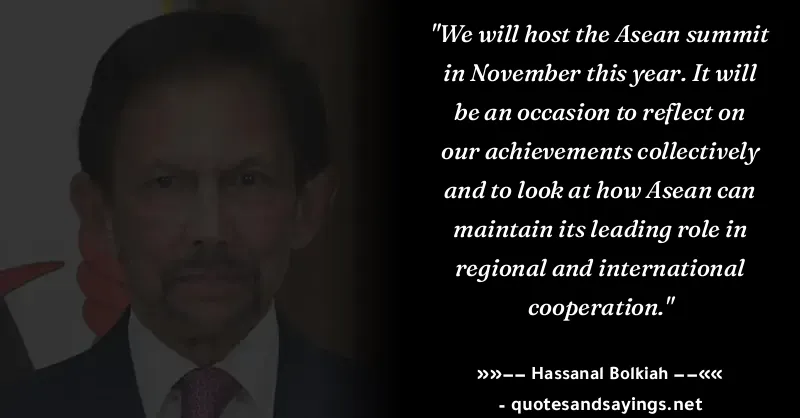 "We will host the Asean summit
in November this year. It will
be an occasion to reflect on
our achievements collectively
and to look at how Asean can
maintain its leading role in
regional and international
cooperation."
»»−− Hassanal Bolkiah −−««
- quotesandsayings.net